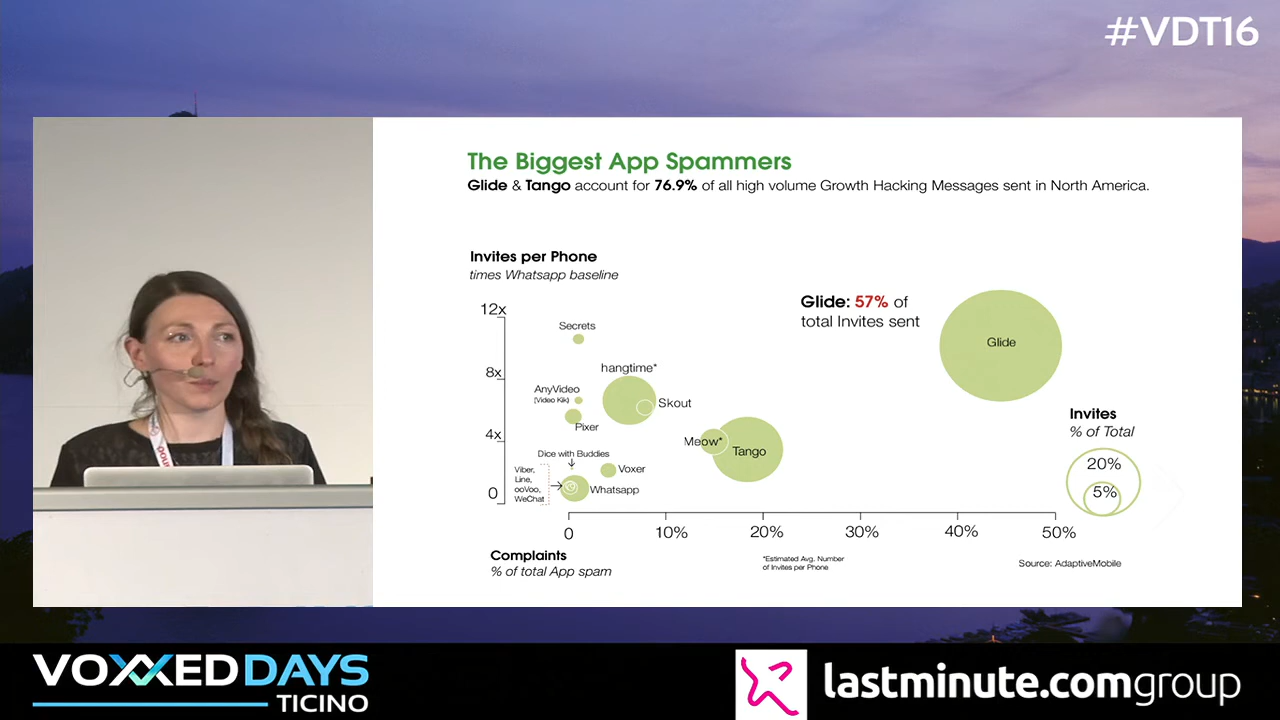 #VDT16
The Biggest App Spammers
Glide & Tango account for 76.9% of all high volume Growth Hacking Messages sent in North America.
Invites per Phone
times Whatsapp baseline
12x
8x
4x
0
Secrets
hangtime*
AnyVideo
(Video Kik)
Skout
Pixer
Meow*
Tango
Dice with Buddies
Viber,
Line,
ooVoo,
WeChat
Voxer
Whatsapp
Glide: 57% of
total Invites sent
Glide
Invites
% of Total
20%
5%
0
10%
20%
30%
40%
50%
Complaints
% of total App spam
*Estimated Avg. Number
of Invites per Phone
Source: AdaptiveMobile
VOXXED DAYS
TICINO
lastminute.comgroup